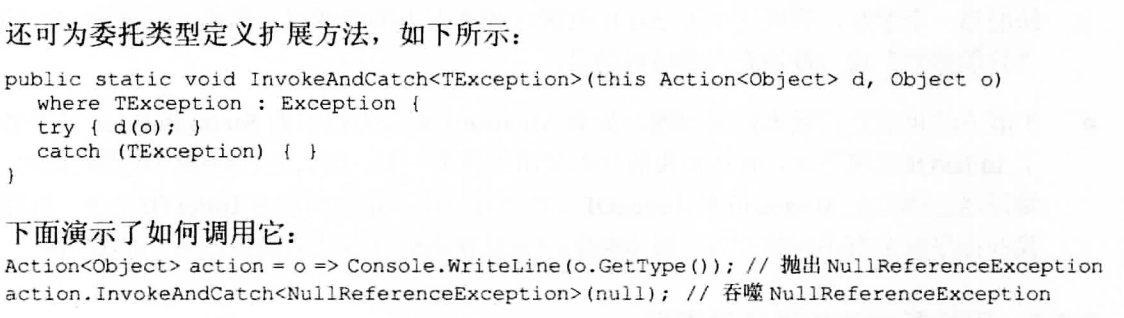 还可为委托类型定义扩展方法，如下所示：
public static void InvokeAndCatch<TException>(this Action<Object> d, Object o)
where TException : Exception {
try { d(o); }
catch (TException) { }
}
下面演示了如何调用它：
Action<Object> action = o => Console.WriteLine(o.GetType()); // 抛出 NullReferenceException
action.InvokeAndCatch<NullReferenceException>(null); // 吞噬 NullReferenceException